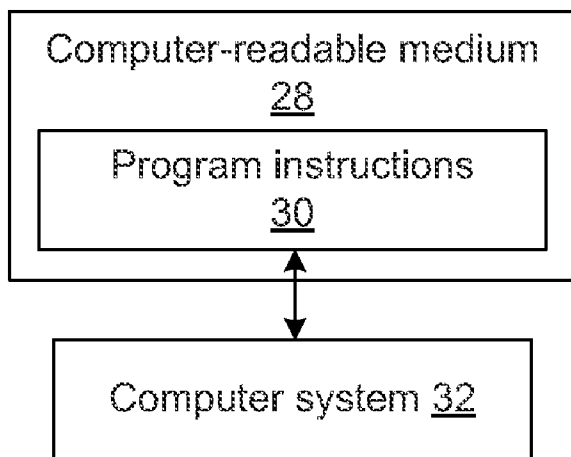 Computer-readable medium
28
Program instructions
30
Computer system 32